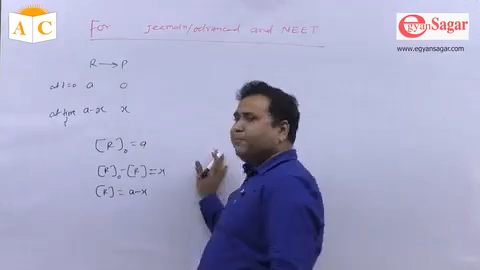 A C
For jeemain/advanced and NEET
egyanSagar
www.egyansagar.com
R → P
at t=0 a 0
at time t a-x x
[R]₀ = a
[R]₀-[R] = x
[R] = a-x